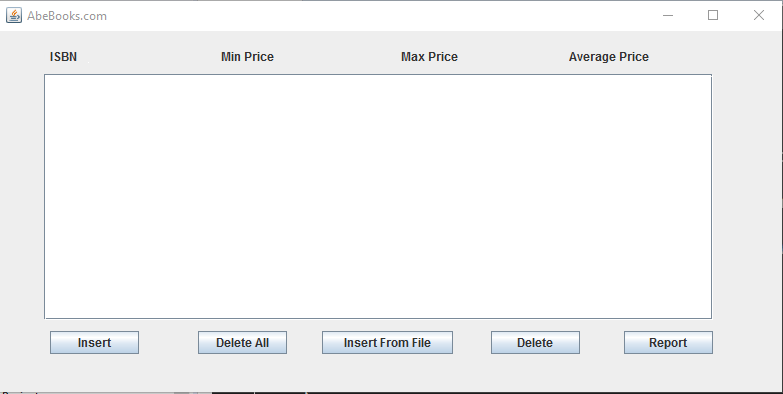 AbeBooks.com
ISBN Min Price Max Price Average Price
Insert Delete All Insert From File Delete Report